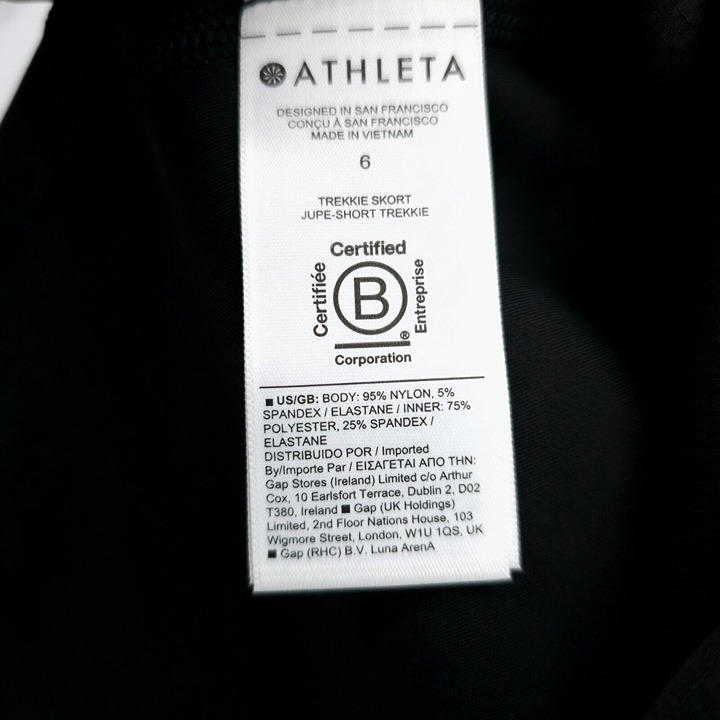 ATHLETA
DESIGNED IN SAN FRANCISCO
CONÇU À SAN FRANCISCO
MADE IN VIETNAM
6
TREKKIE SKORT
JUPE-SHORT TREKKIE
Certified
Certifiée
B
Entreprise
®
Corporation
■ US/GB: BODY: 95% NYLON, 5%
SPANDEX / ELASTANE / INNER: 75%
POLYESTER, 25% SPANDEX /
ELASTANE
DISTRIBUIDO POR / Imported
By/Importe Par / ΕΙΣΑΓΕΤΑΙ ΑΠΟ ΤΗΝ:
Gap Stores (Ireland) Limited c/o Arthur
Cox, 10 Earlsfort Terrace, Dublin 2, D02
T380, Ireland ■ Gap (UK Holdings)
Limited, 2nd Floor Nations House, 103
Wigmore Street, London, W1U 1QS, UK
■ Gap (RHC) B.V. Luna ArenA